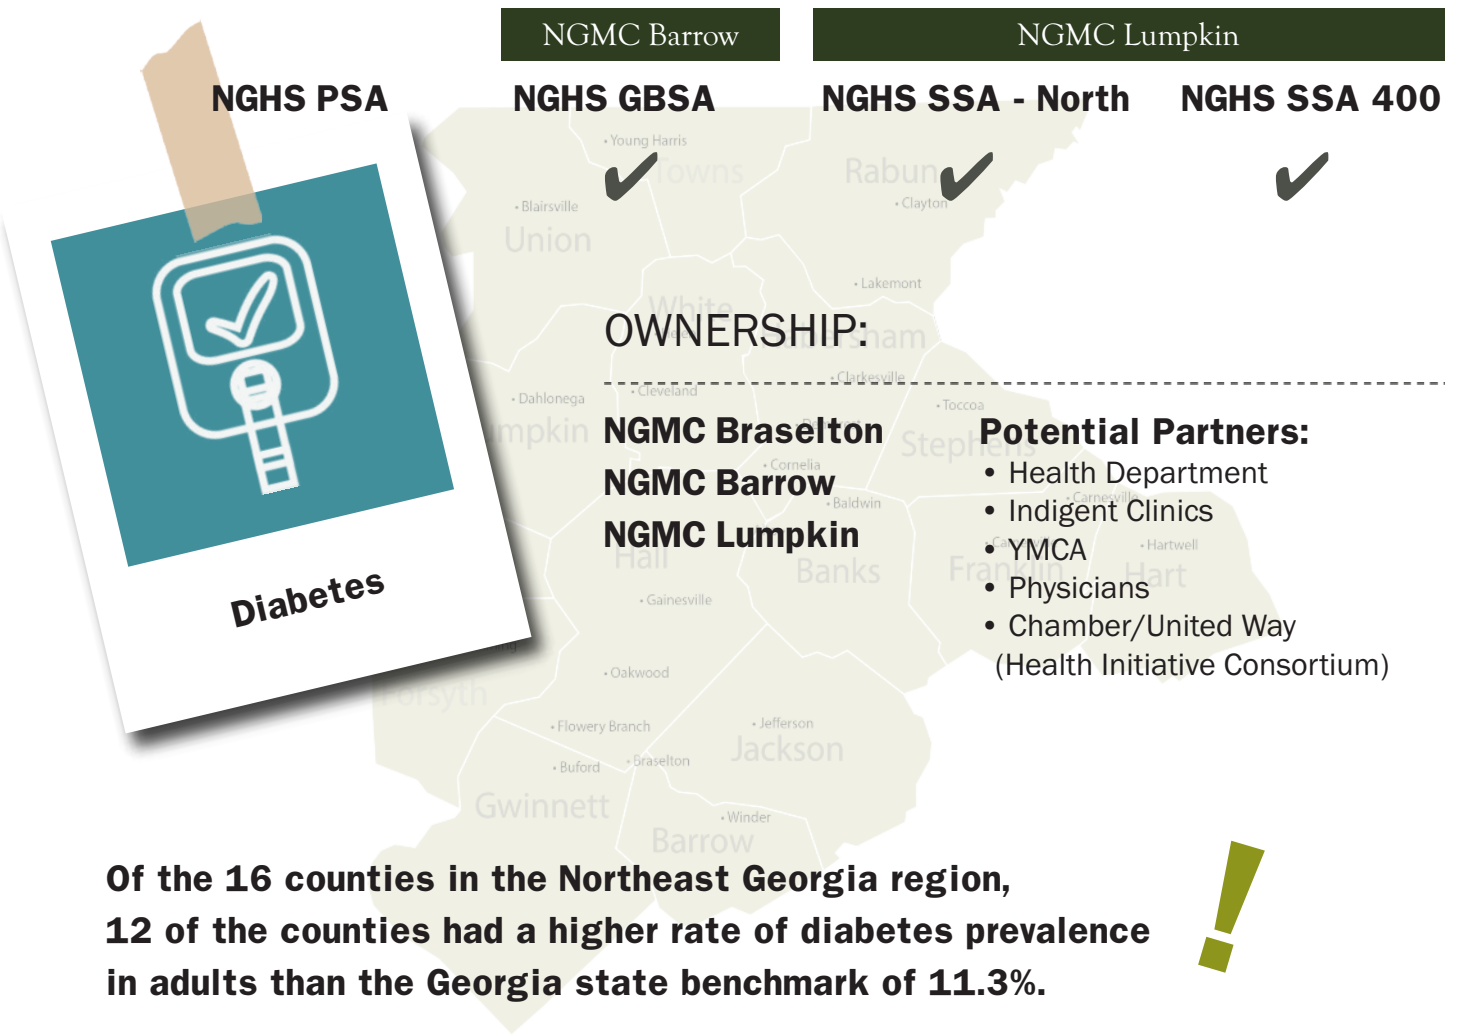 NGMC Barrow
NGMC Lumpkin
NGHS PSA
NGHS GBSA
NGHS SSA - North
NGHS SSA 400
✔ ✔ ✔
• Young Harris
Towns
Rabun
• Blairsville
• Clayton
Union
• Lakemont
White
Habersham
OWNERSHIP:
• Clarkesville
• Dahlonega
• Cleveland
• Toccoa
umpkin
Stephens
NGMC Braselton
NGMC Barrow
NGMC Lumpkin
• Cornelia
• Baldwin
Potential Partners:
• Health Department
• Indigent Clinics
• YMCA
• Physicians
• Chamber/United Way
(Health Initiative Consortium)
• Carnesville
• Hartwell
Hall
Banks
Franklin
Hart
• Gainesville
Diabetes
• Oakwood
Forsyth
• Flowery Branch
• Jefferson
Jackson
• Buford
• Braselton
Gwinnett
• Winder
Barrow
Of the 16 counties in the Northeast Georgia region,
12 of the counties had a higher rate of diabetes prevalence
in adults than the Georgia state benchmark of 11.3%.
!